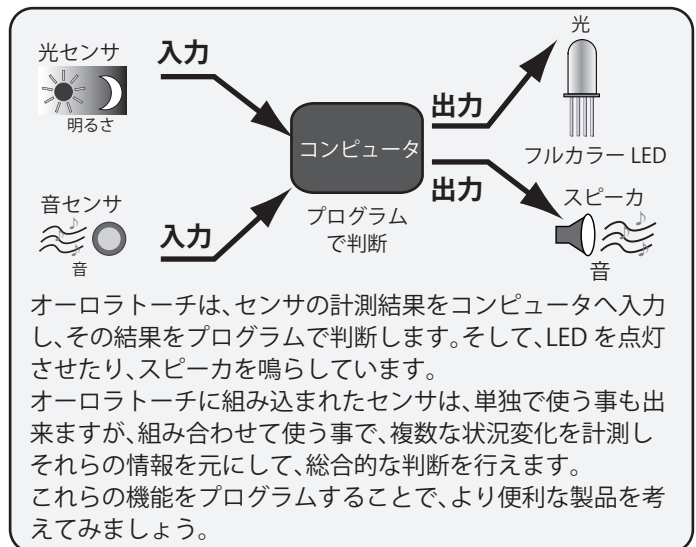 光センサ
入力
明るさ
音センサ
入力
音
コンピュータ
プログラム
で判断
出力
出力
光
フルカラー LED
スピーカ
音
オーロラトーチは、センサの計測結果をコンピュータへ入力
し、その結果をプログラムで判断します。そして、LED を点灯
させたり、スピーカを鳴らしています。
オーロラトーチに組み込まれたセンサは、単独で使う事も出
来ますが、組み合わせて使う事で、複数な状況変化を計測し
それらの情報を元にして、総合的な判断を行えます。
これらの機能をプログラムすることで、より便利な製品を考
えてみましょう。